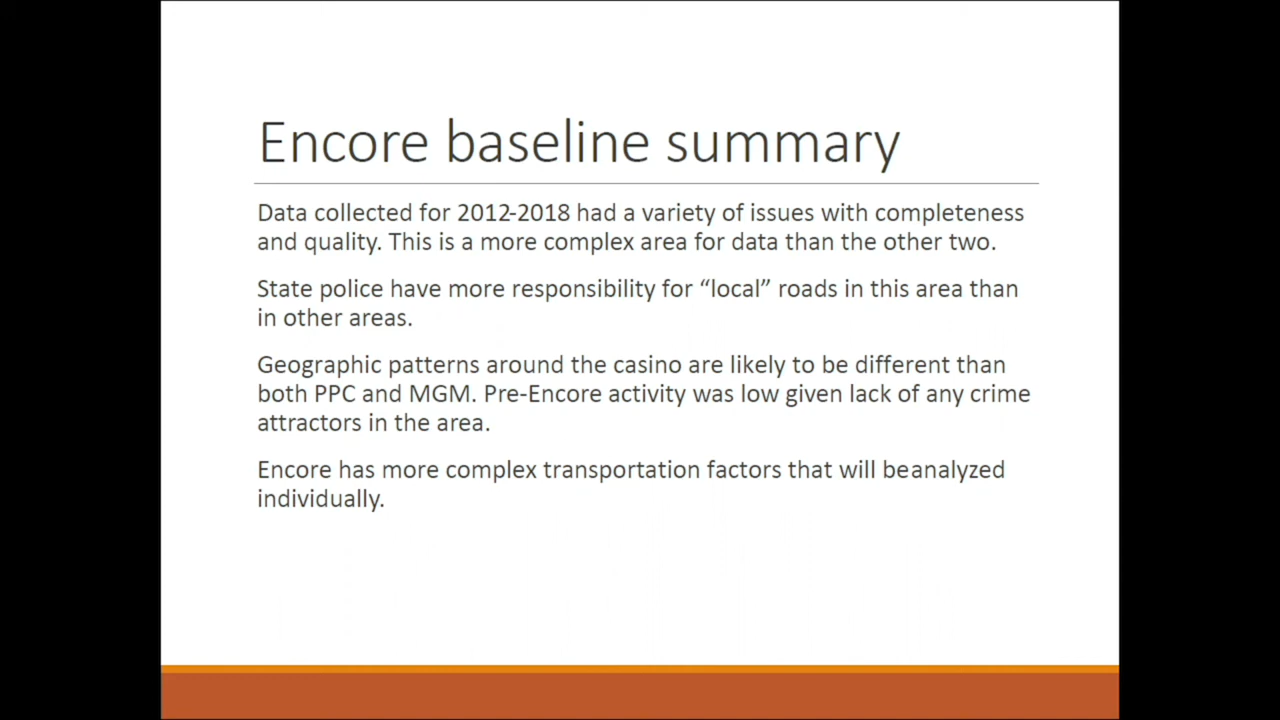 Encore baseline summary
Data collected for 2012-2018 had a variety of issues with completeness
and quality. This is a more complex area for data than the other two.
State police have more responsibility for “local” roads in this area than
in other areas.
Geographic patterns around the casino are likely to be different than
both PPC and MGM. Pre-Encore activity was low given lack of any crime
attractors in the area.
Encore has more complex transportation factors that will beanalyzed
individually.